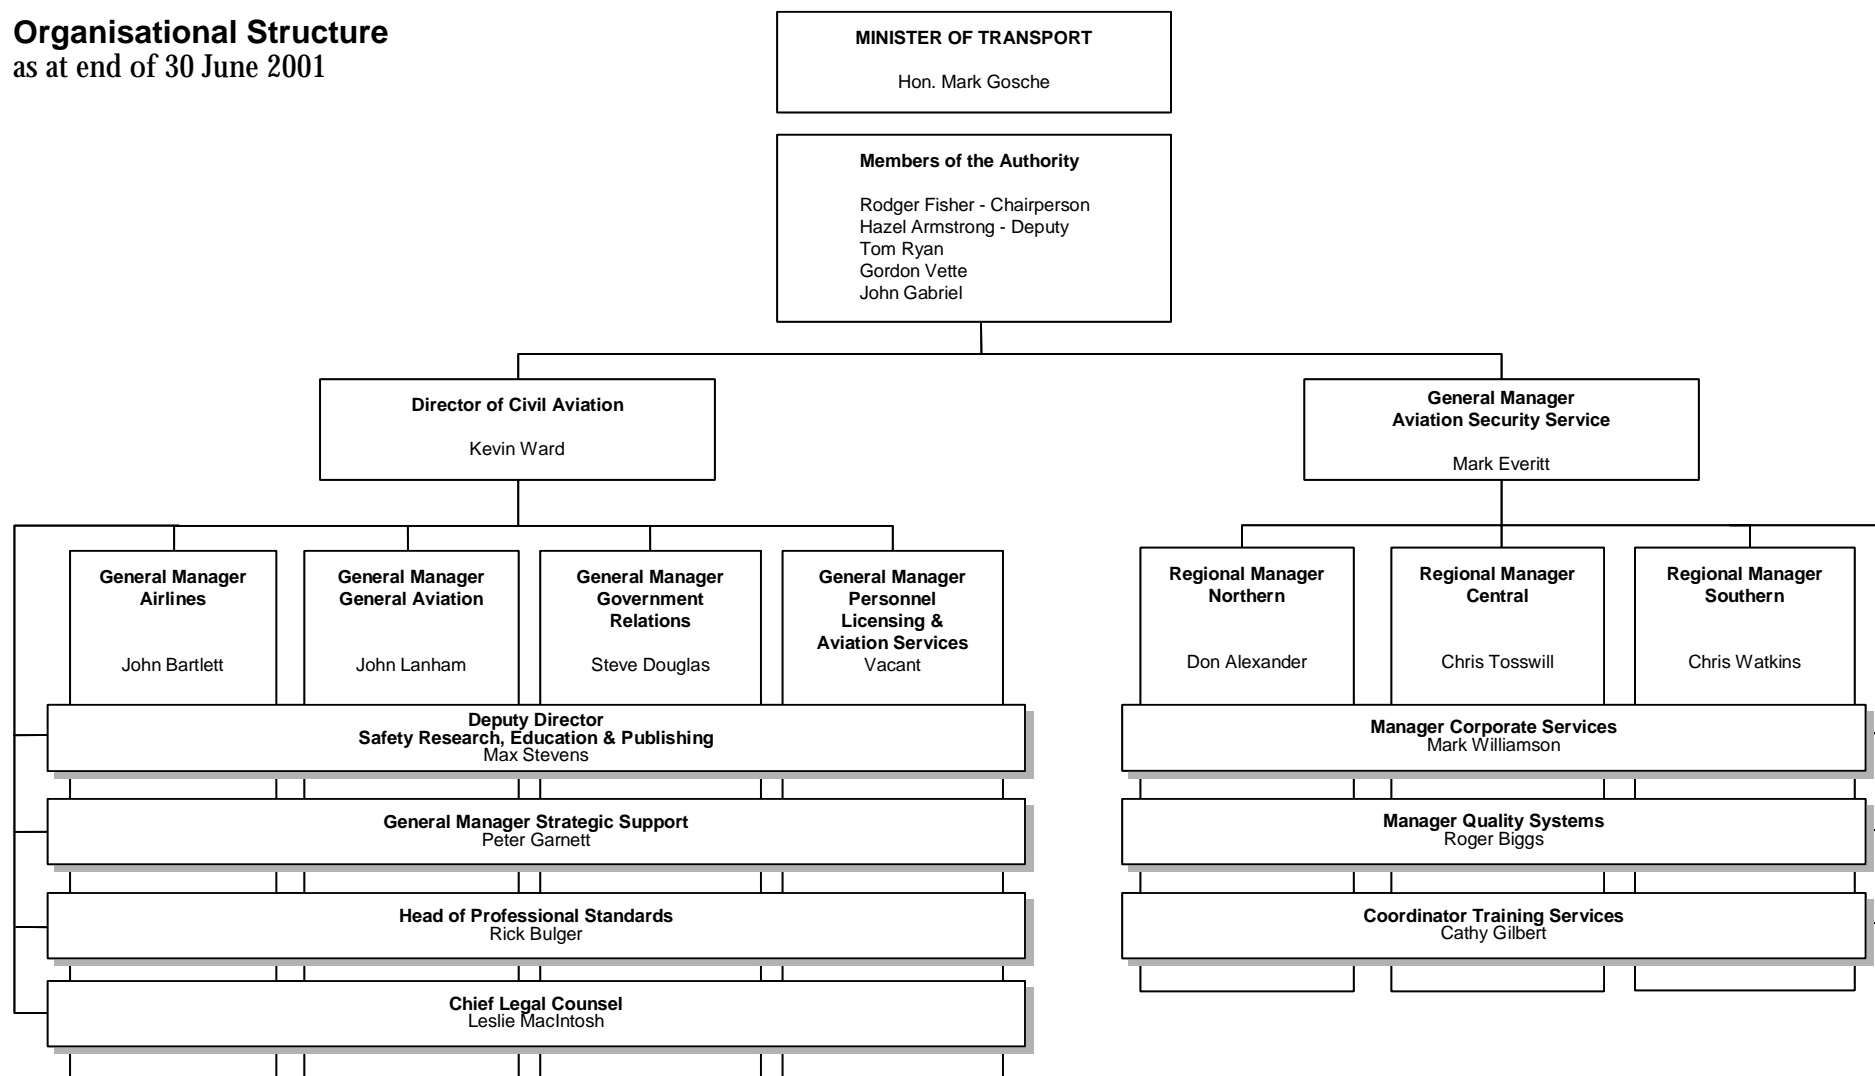 Organisational Structure
as at end of 30 June 2001
MINISTER OF TRANSPORT
Hon. Mark Gosche
Members of the Authority
Rodger Fisher - Chairperson
Hazel Armstrong - Deputy
Tom Ryan
Gordon Vette
John Gabriel
Director of Civil Aviation
Kevin Ward
General Manager
Aviation Security Service
Mark Everitt
General Manager
Airlines
John Bartlett
General Manager
General Aviation
John Lanham
General Manager
Government
Relations
Steve Douglas
General Manager
Personnel
Licensing &
Aviation Services
Vacant
Regional Manager
Northern
Don Alexander
Regional Manager
Central
Chris Tosswill
Regional Manager
Southern
Chris Watkins
Deputy Director
Safety Research, Education & Publishing
Max Stevens
General Manager Strategic Support
Peter Garnett
Head of Professional Standards
Rick Bulger
Chief Legal Counsel
Leslie MacIntosh
Manager Corporate Services
Mark Williamson
Manager Quality Systems
Roger Biggs
Coordinator Training Services
Cathy Gilbert